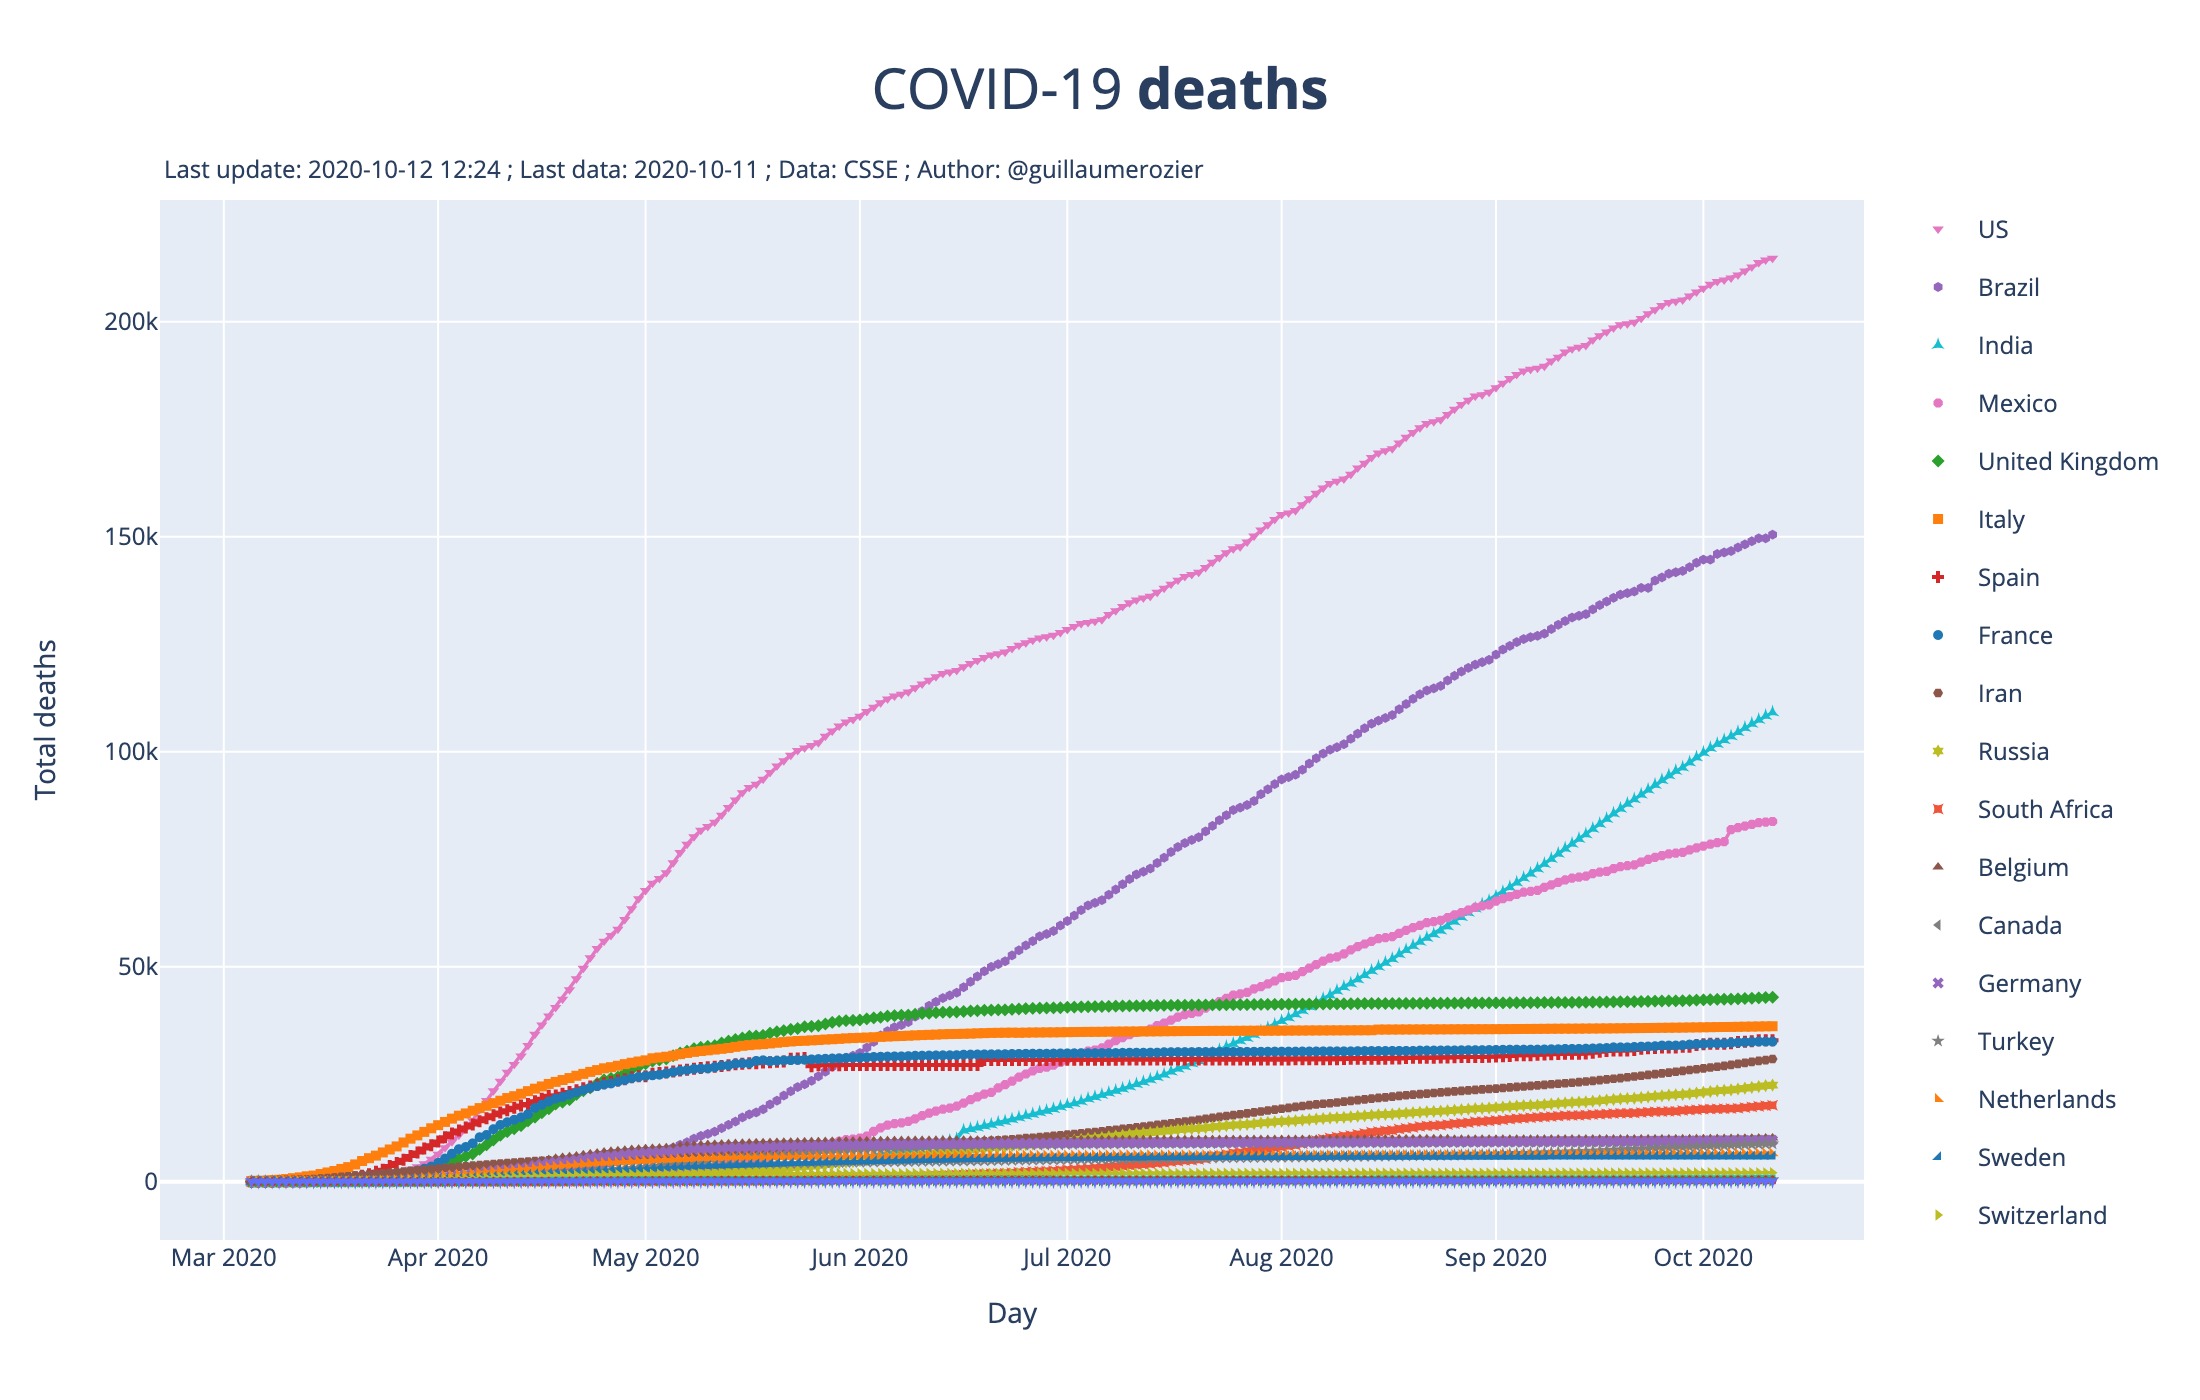 COVID-19 deaths
Last update: 2020-10-12 12:24 ; Last data: 2020-10-11 ; Data: CSSE ; Author: @guillaumerozier
Total deaths
200k
150k
100k
50k
0
Mar 2020
Apr 2020
May 2020
Jun 2020
Jul 2020
Aug 2020
Sep 2020
Oct 2020
Day
US
Brazil
India
Mexico
United Kingdom
Italy
Spain
France
Iran
Russia
South Africa
Belgium
Canada
Germany
Turkey
Netherlands
Sweden
Switzerland